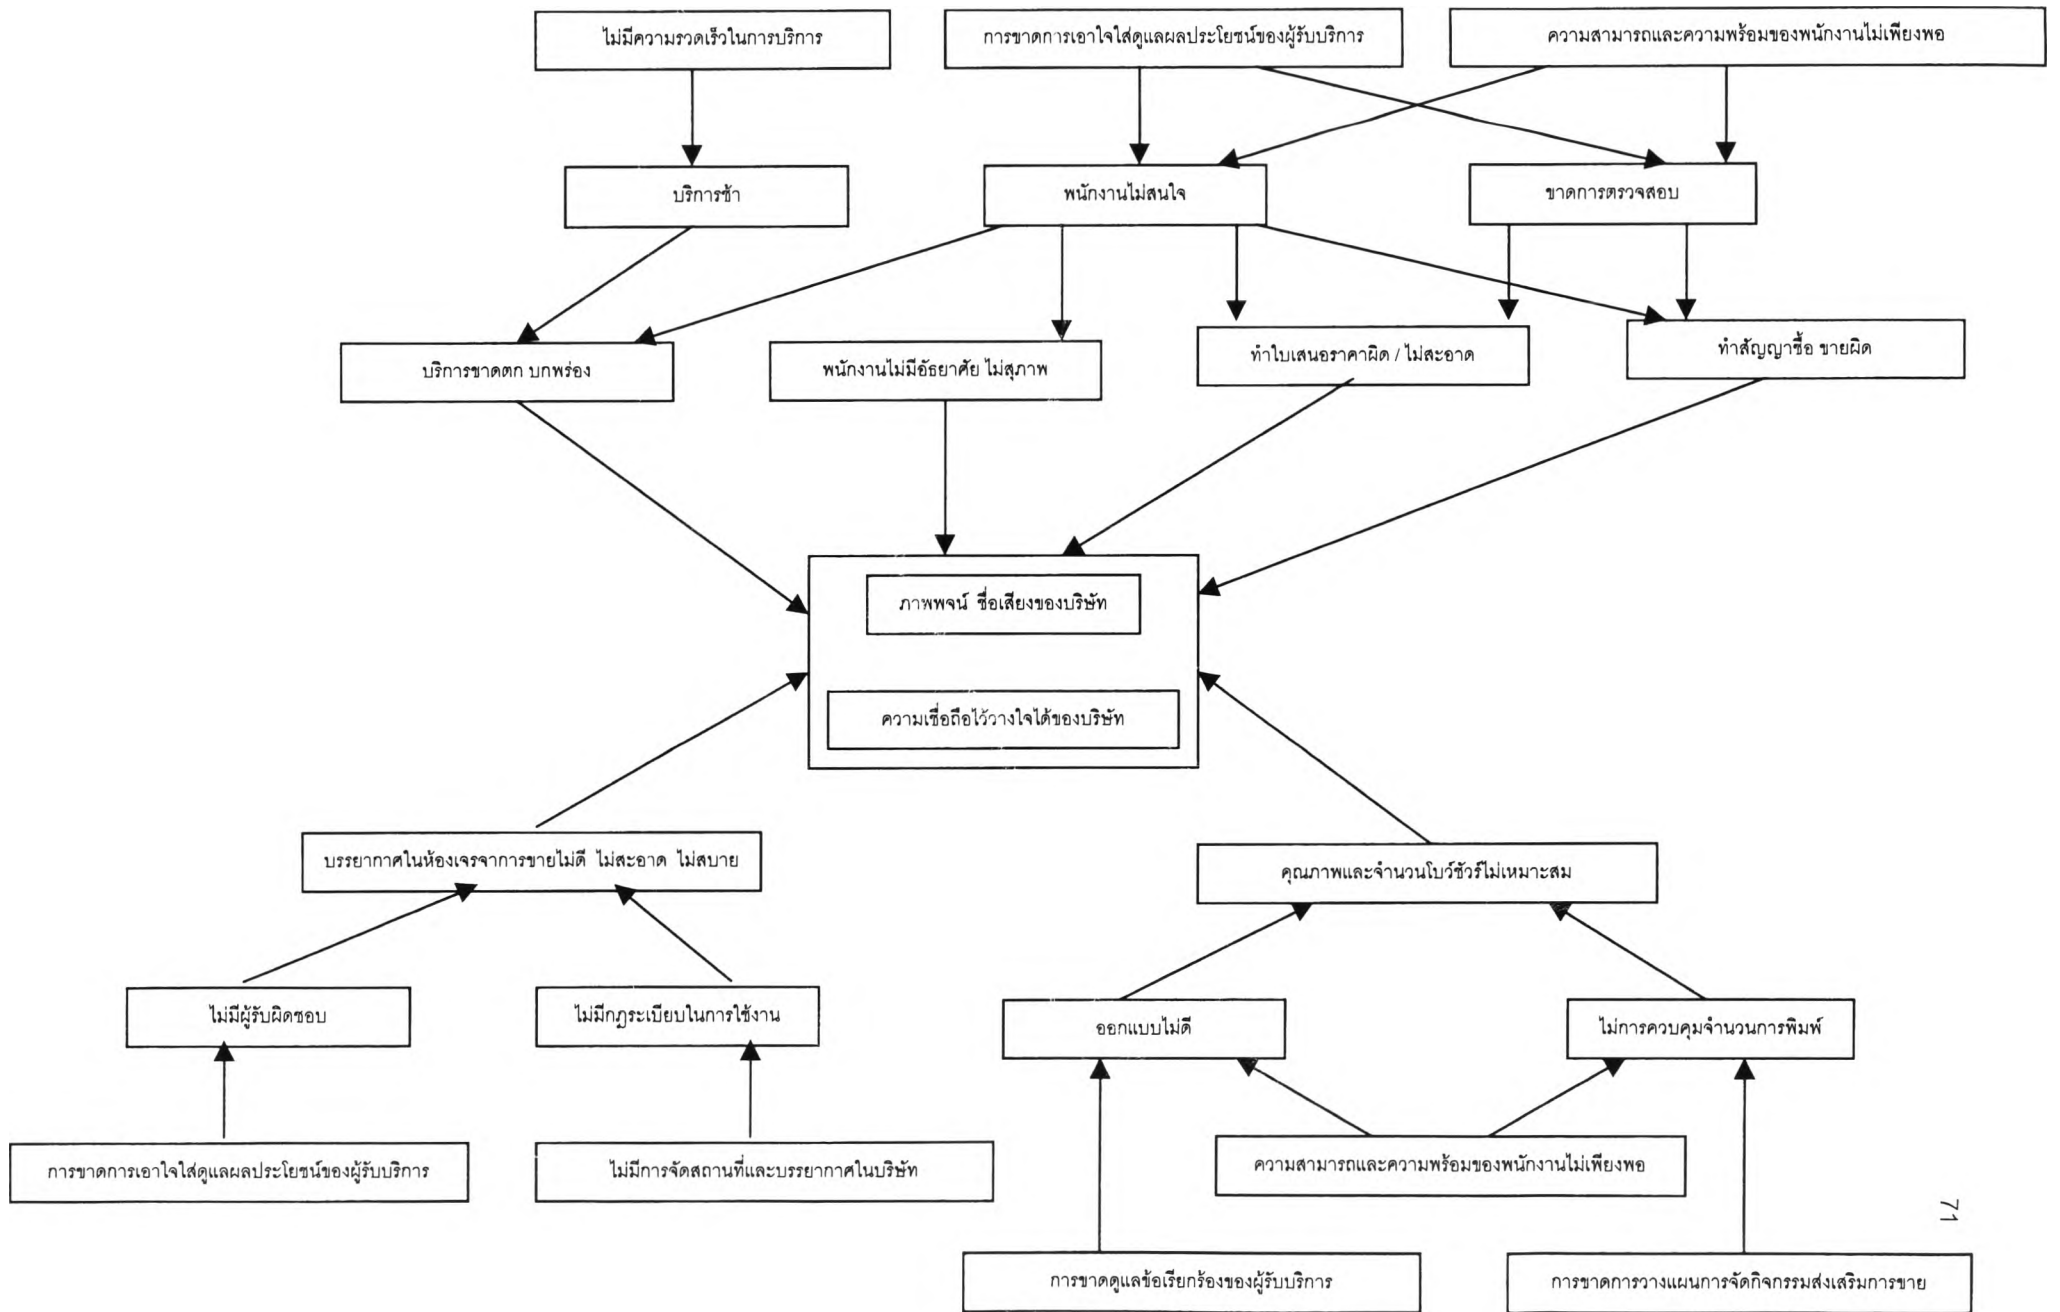 ไม่มีความรวดเร็วในการบริการ
การขาดการเอาใจใส่ดูแลผลประโยชน์ของผู้รับบริการ
ความสามารถและความพร้อมของพนักงานไม่เพียงพอ
บริการช้า
พนักงานไม่สนใจ
ขาดการตรวจสอบ
บริการขาดตก บกพร่อง
พนักงานไม่มีอัธยาศัย ไม่สุภาพ
ทำใบเสนอราคาผิด / ไม่สะอาด
ทำสัญญาซื้อ ขายผิด
ภาพพจน์ ชื่อเสียงของบริษัท
ความเชื่อถือไว้วางใจได้ของบริษัท
บรรยากาศในห้องเจรจาการขายไม่ดี ไม่สะอาด ไม่สบาย
คุณภาพและจำนวนโบว์ชัวร์ไม่เหมาะสม
ไม่มีผู้รับผิดชอบ
ไม่มีกฎระเบียบในการใช้งาน
ออกแบบไม่ดี
ไม่การควบคุมจำนวนการพิมพ์
การขาดการเอาใจใส่ดูแลผลประโยชน์ของผู้รับบริการ
ไม่มีการจัดสถานที่และบรรยากาศในบริษัท
ความสามารถและความพร้อมของพนักงานไม่เพียงพอ
71
การขาดดูแลข้อเรียกร้องของผู้รับบริการ
การขาดการวางแผนการจัดกิจกรรมส่งเสริมการขาย